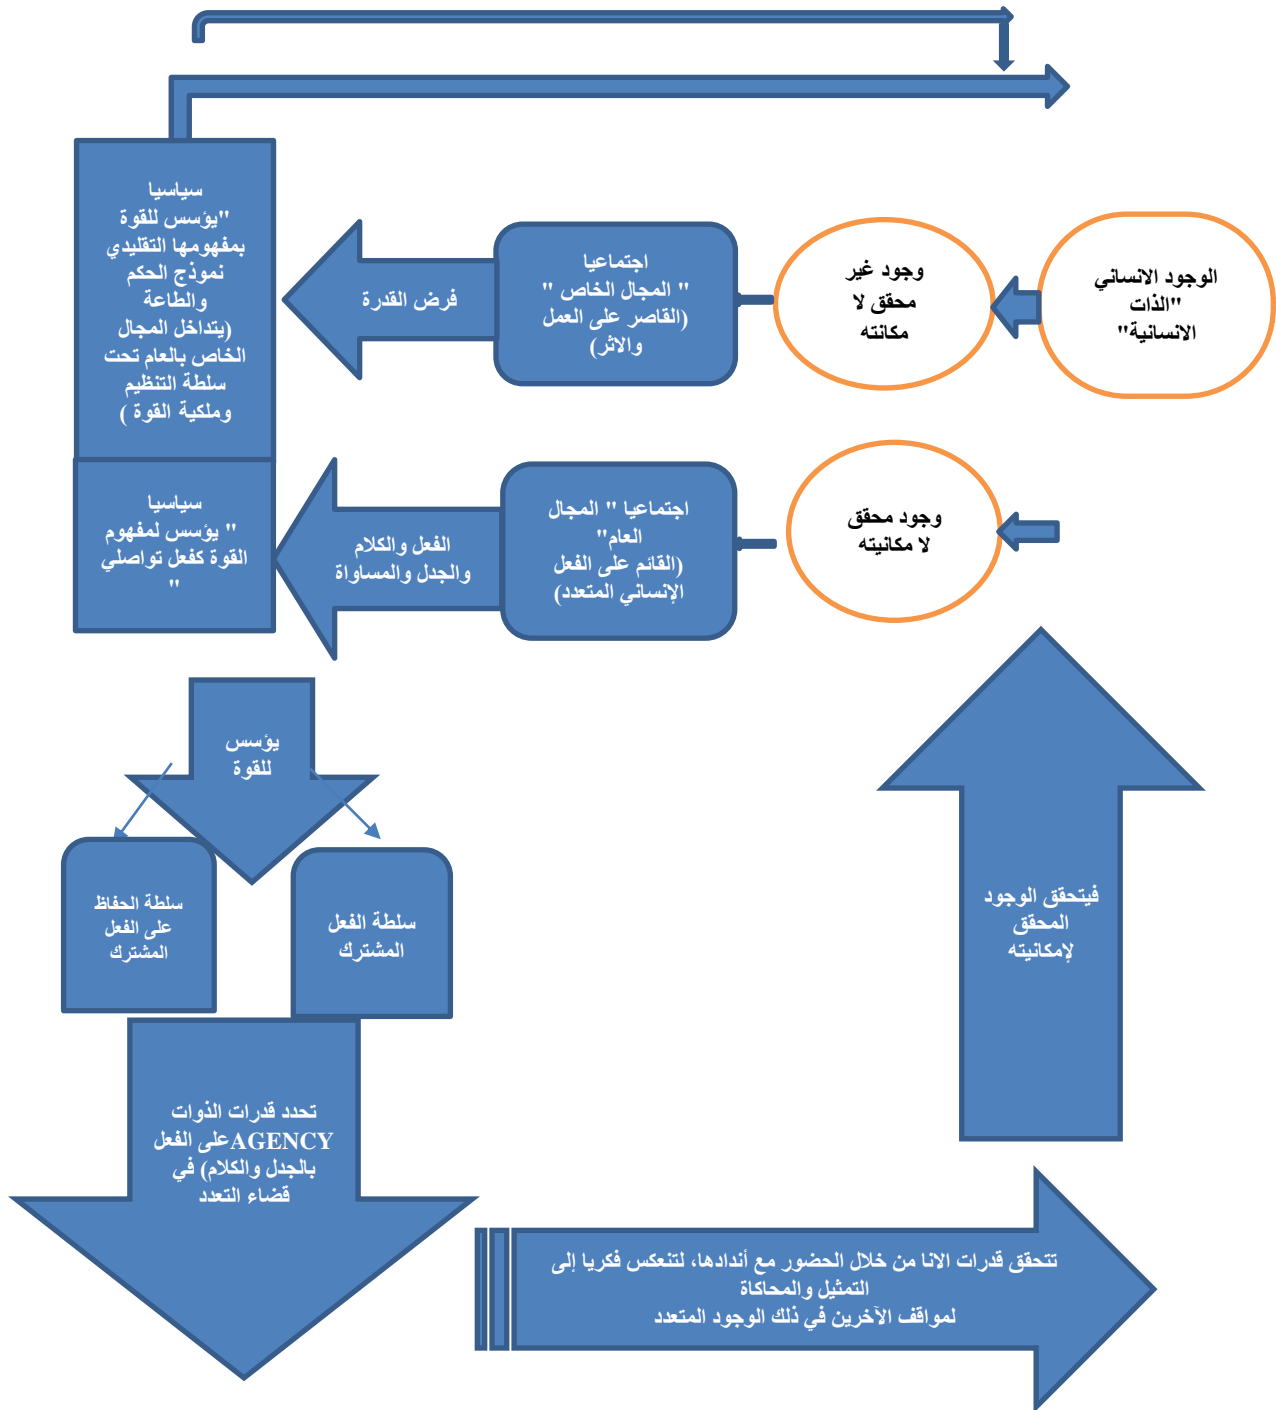 الوجود الانساني
"الذات
الانسانية"
وجود غير
محقق لا
مكانته
اجتماعيا
" المجال الخاص "
(القاصر على العمل
والاثر)
فرض القدرة
سياسيا
"يؤسس للقوة
بمفهومها التقليدي
نموذج الحكم
والطاعة
(يتداخل المجال
الخاص بالعام تحت
سلطة التنظيم
وملكية القوة )
وجود محقق
لا مكانيته
اجتماعيا " المجال
العام"
(القائم على الفعل
الإنساني المتعدد)
الفعل والكلام
والجدل والمساواة
سياسيا
" يؤسس لمفهوم
القوة كفعل تواصلي
"
يؤسس
للقوة
سلطة الفعل
المشترك
سلطة الحفاظ
على الفعل
المشترك
تحدد قدرات الذوات
AGENCYعلى الفعل
بالجدل والكلام) في
قضاء التعدد
تتحقق قدرات الانا من خلال الحضور مع أندادها، لتنعكس فكريا إلى
التمثيل والمحاكاة
لمواقف الآخرين في ذلك الوجود المتعدد
فيتحقق الوجود
المحقق
لإمكانيته